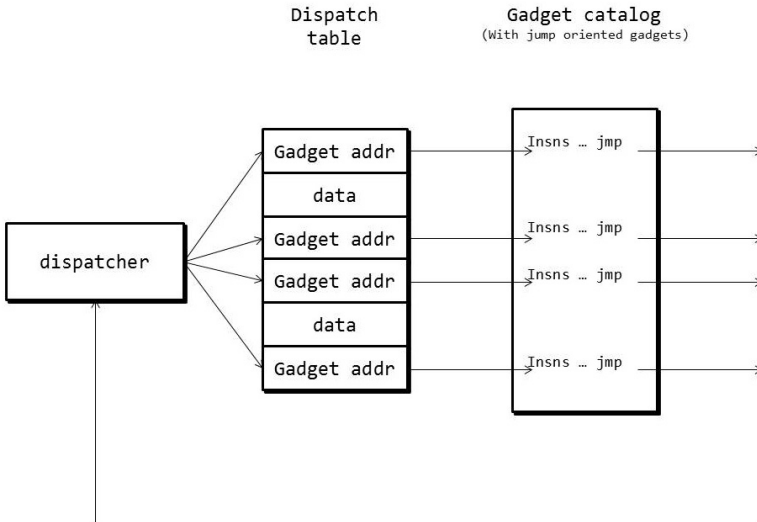 Dispatch
table
Gadget catalog
(With jump oriented gadgets)
Gadget addr
data
Gadget addr
Gadget addr
data
Gadget addr
dispatcher
Insns … jmp
Insns … jmp
Insns … jmp
Insns … jmp